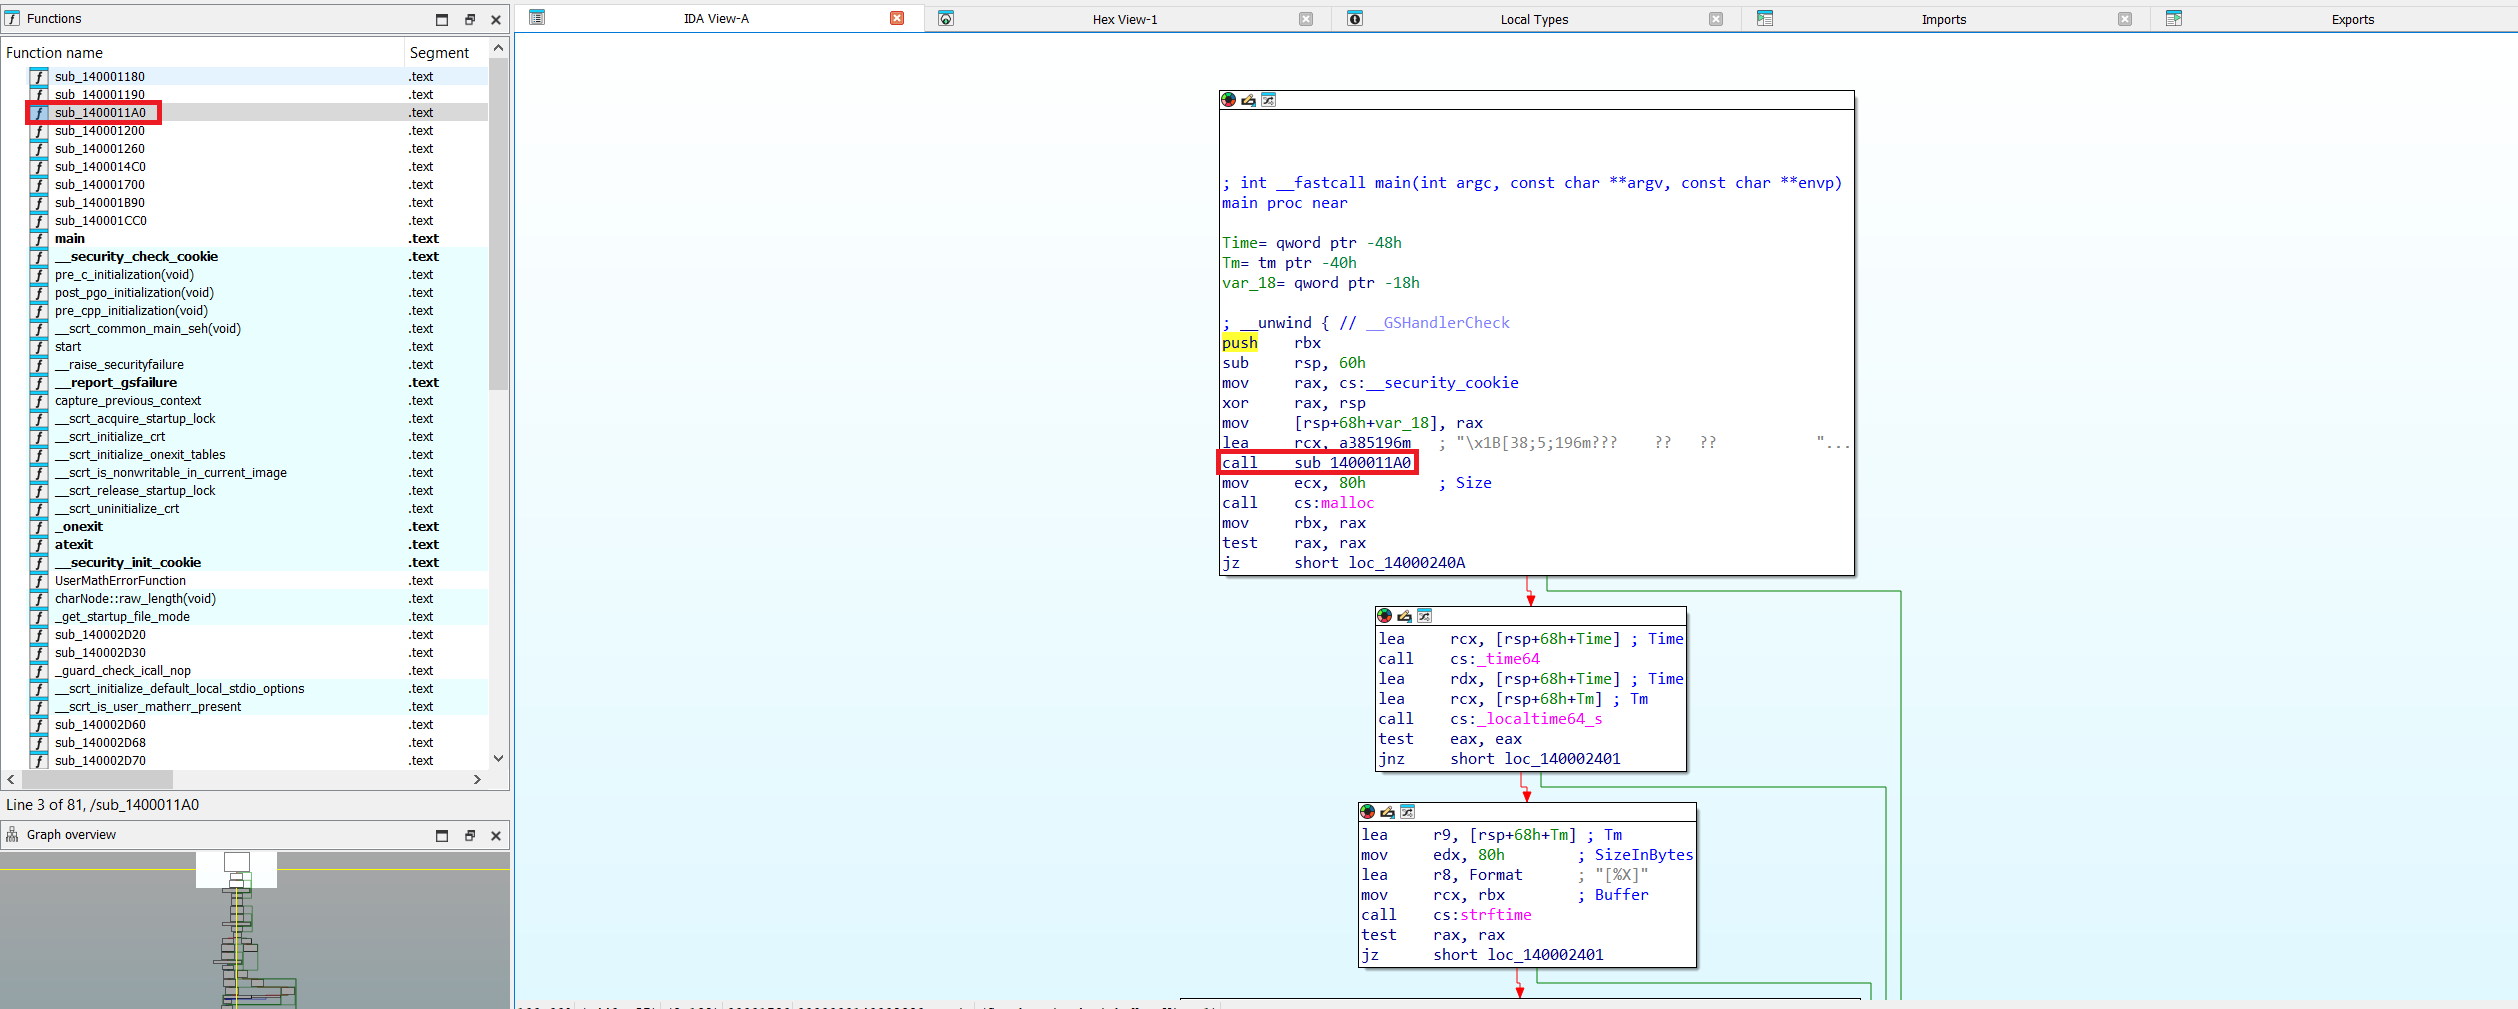 Functions
IDA View-A
Hex View-1
Local Types
Imports
Exports
Function name Segment
sub_140001180 .text
sub_140001190 .text
sub_1400011A0 .text
sub_140001200 .text
sub_140001260 .text
sub_1400014C0 .text
sub_140001700 .text
sub_140001B90 .text
sub_140001CC0 .text
main .text
__security_check_cookie .text
pre_c_initialization(void) .text
post_pgo_initialization(void) .text
pre_cpp_initialization(void) .text
__scrt_common_main_seh(void) .text
start .text
__raise_securityfailure .text
__report_gsfailure .text
capture_previous_context .text
__scrt_acquire_startup_lock .text
__scrt_initialize_crt .text
__scrt_initialize_onexit_tables .text
__scrt_is_nonwritable_in_current_image .text
__scrt_release_startup_lock .text
__scrt_uninitialize_crt .text
_onexit .text
atexit .text
__security_init_cookie .text
UserMathErrorFunction .text
charNode::raw_length(void) .text
_get_startup_file_mode .text
sub_140002D20 .text
sub_140002D30 .text
_guard_check_icall_nop .text
__scrt_initialize_default_local_stdio_options .text
__scrt_is_user_matherr_present .text
sub_140002D60 .text
sub_140002D68 .text
sub_140002D70 .text
Line 3 of 81, /sub_1400011A0
Graph overview
; int __fastcall main(int argc, const char **argv, const char **envp)
main proc near
Time= qword ptr -48h
Tm= tm ptr -40h
var_18= qword ptr -18h
; __unwind { // __GSHandlerCheck
push rbx
sub rsp, 60h
mov rax, cs:__security_cookie
xor rax, rsp
mov [rsp+68h+var_18], rax
lea rcx, a385196m ; "\x1B[38;5;196m??? ?? ?? "...
call sub_1400011A0
mov ecx, 80h ; Size
call cs:malloc
mov rbx, rax
test rax, rax
jz short loc_14000240A
lea rcx, [rsp+68h+Time] ; Time
call cs:_time64
lea rdx, [rsp+68h+Time] ; Time
lea rcx, [rsp+68h+Tm] ; Tm
call cs:_localtime64_s
test eax, eax
jnz short loc_140002401
lea r9, [rsp+68h+Tm] ; Tm
mov edx, 80h ; SizeInBytes
lea r8, Format ; "[%X]"
mov rcx, rbx ; Buffer
call cs:strftime
test rax, rax
jz short loc_140002401